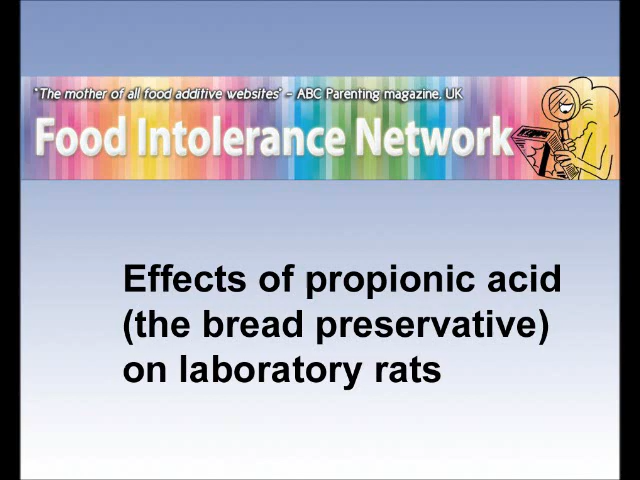 "The mother of all food additive websites" - ABC Parenting magazine, UK
Food Intolerance Network
Effects of propionic acid
(the bread preservative)
on laboratory rats